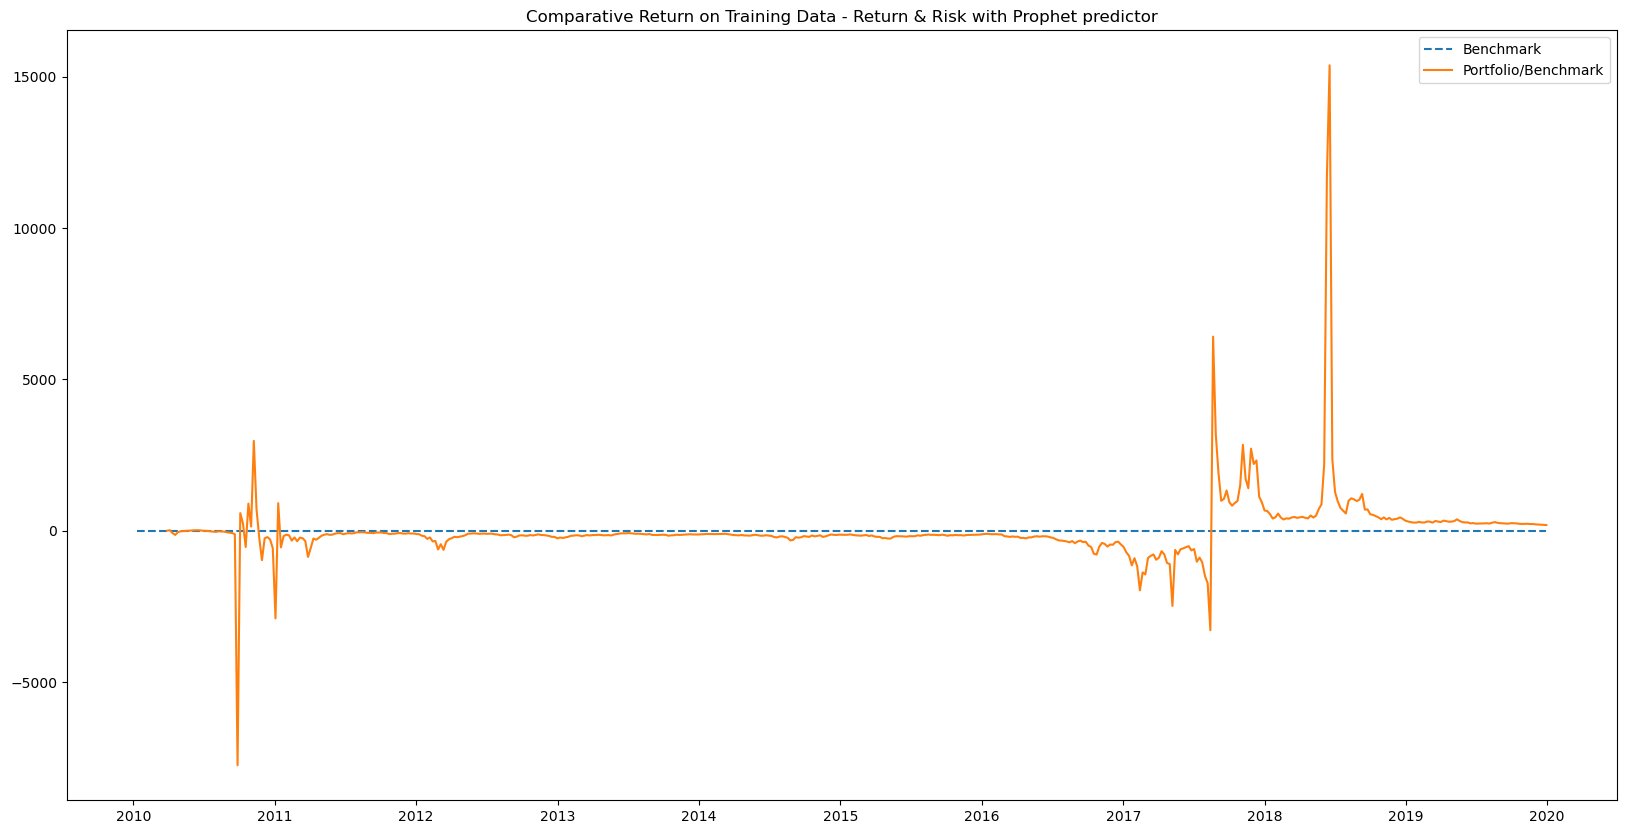 Comparative Return on Training Data - Return & Risk with Prophet predictor
Benchmark
Portfolio/Benchmark
15000
10000
5000
0
−5000
2010 2011 2012 2013 2014 2015 2016 2017 2018 2019 2020